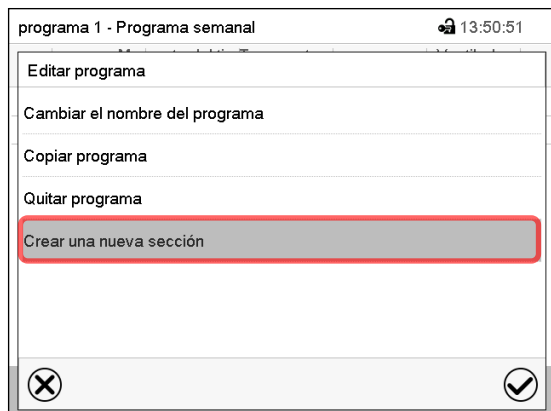 programa 1 - Programa semanal 13:50:51
Editar programa
Cambiar el nombre del programa
Copiar programa
Quitar programa
Crear una nueva sección